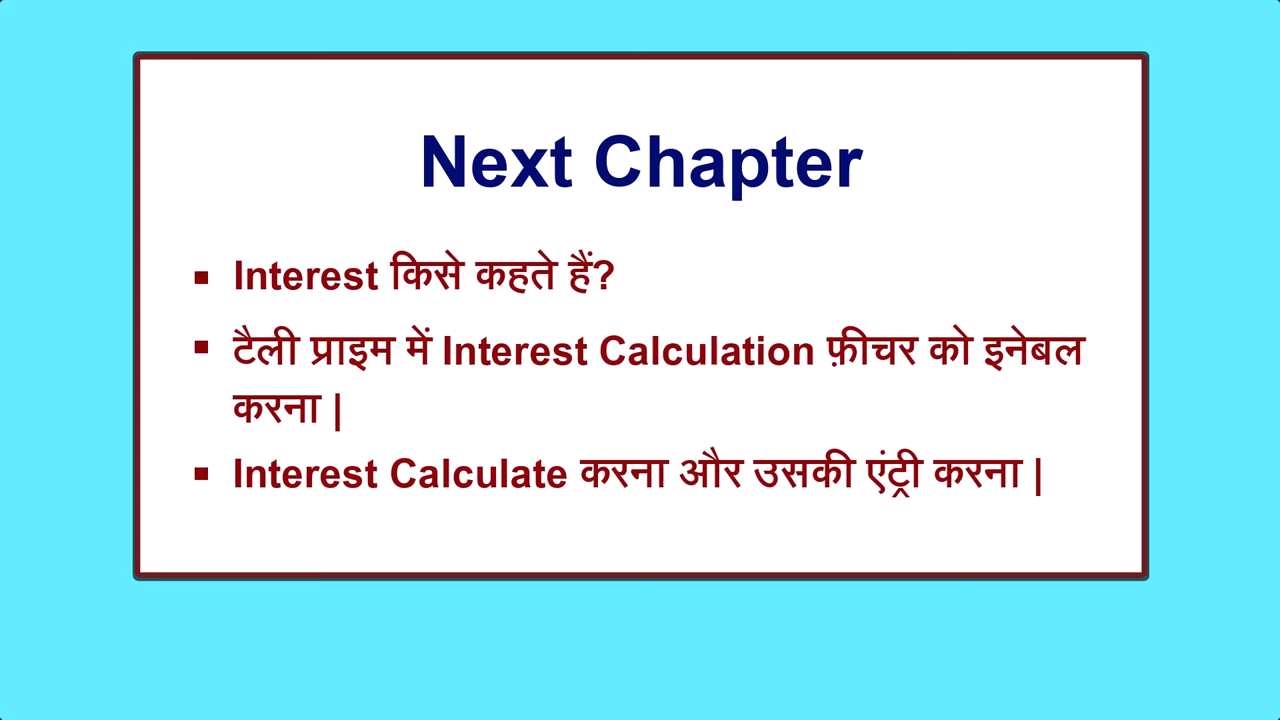 Next Chapter
▪ Interest किसे कहते हैं?
▪ टैली प्राइम में Interest Calculation फ़ीचर को इनेबल
करना |
▪ Interest Calculate करना और उसकी एंट्री करना |